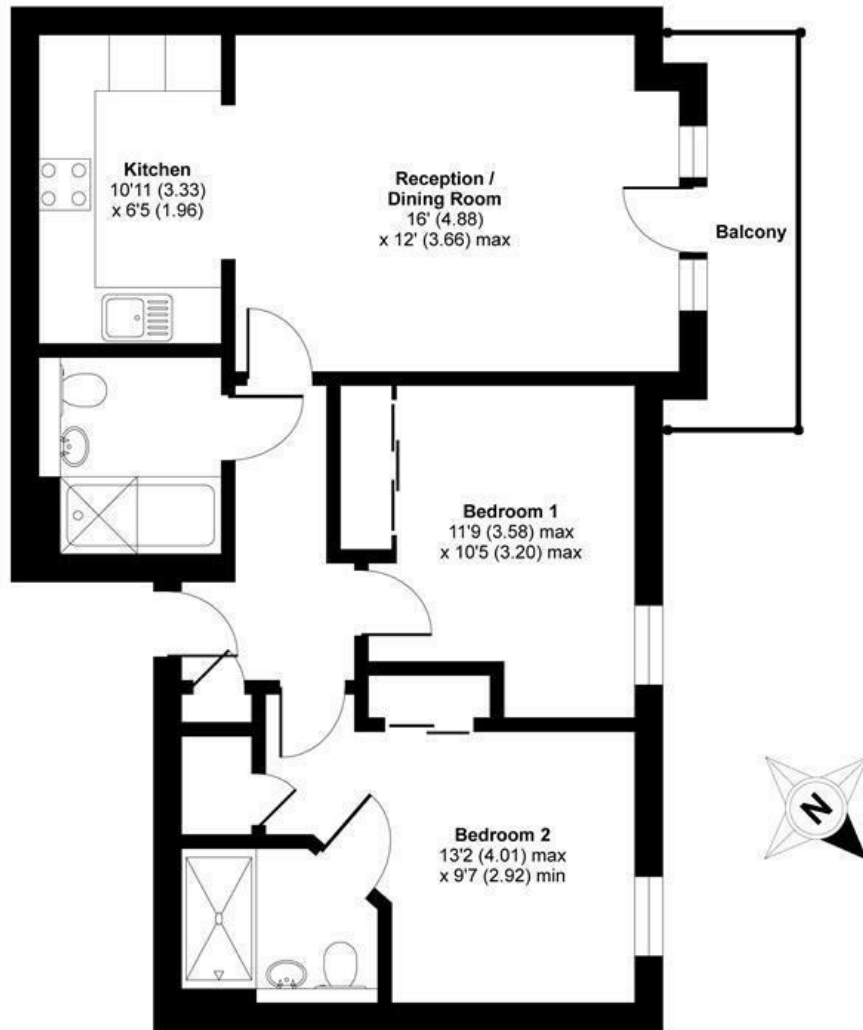 Kitchen
10'11 (3.33)
x 6'5 (1.96)
Reception /
Dining Room
16' (4.88)
x 12' (3.66) max
Balcony
Bedroom 1
11'9 (3.58) max
x 10'5 (3.20) max
Bedroom 2
13'2 (4.01) max
x 9'7 (2.92) min
N